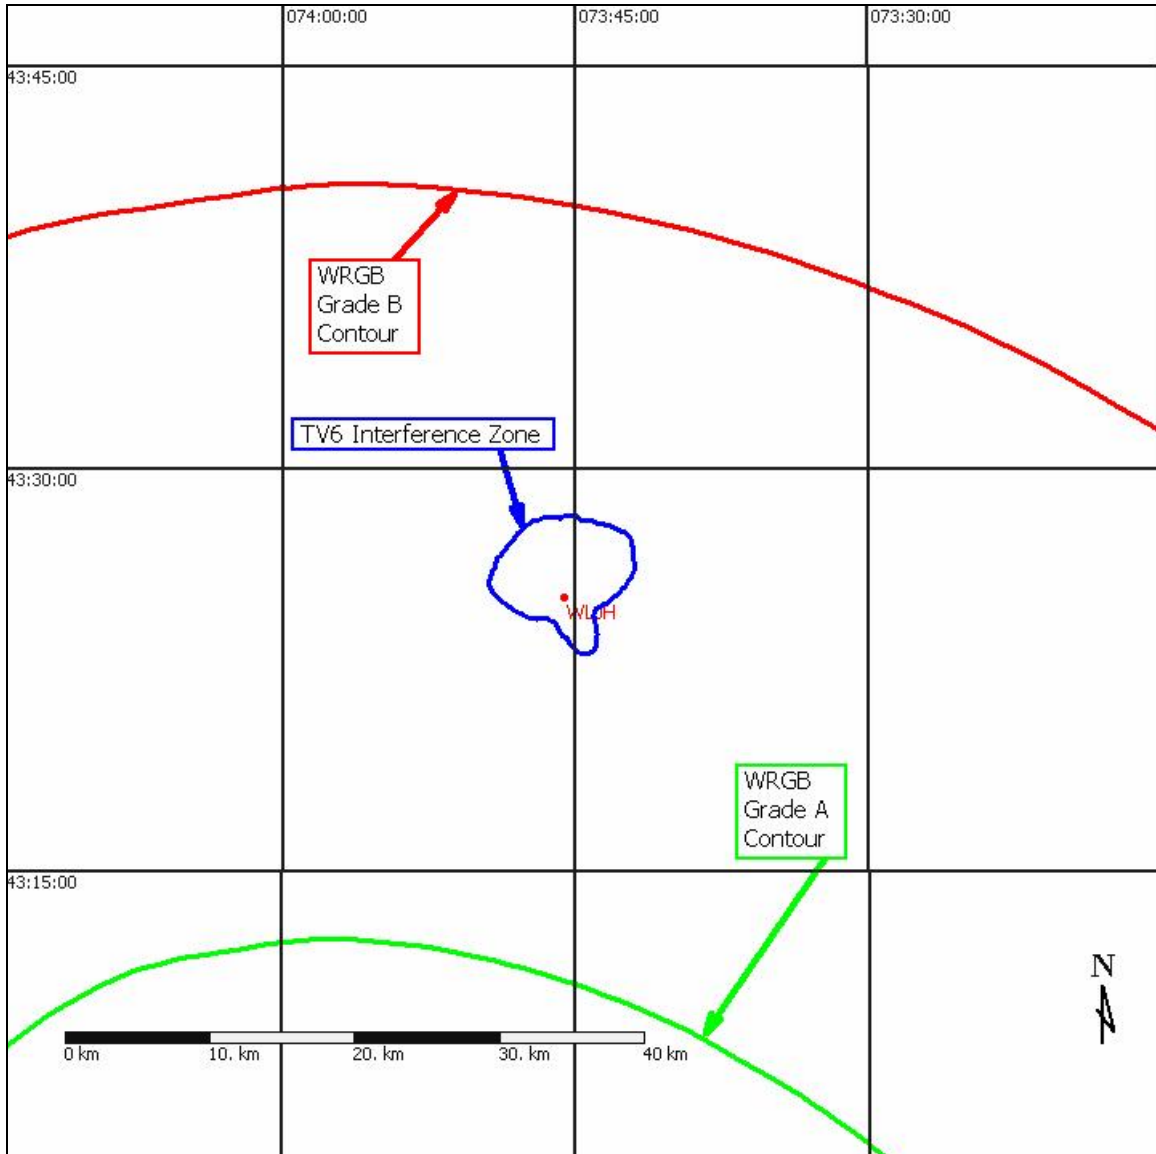 074:00:00
073:45:00
073:30:00
43:45:00
WRGB
Grade B
Contour
TV6 Interference Zone
43:30:00
WLJH
WRGB
Grade A
Contour
43:15:00
N
0 km
10. km
20. km
30. km
40 km